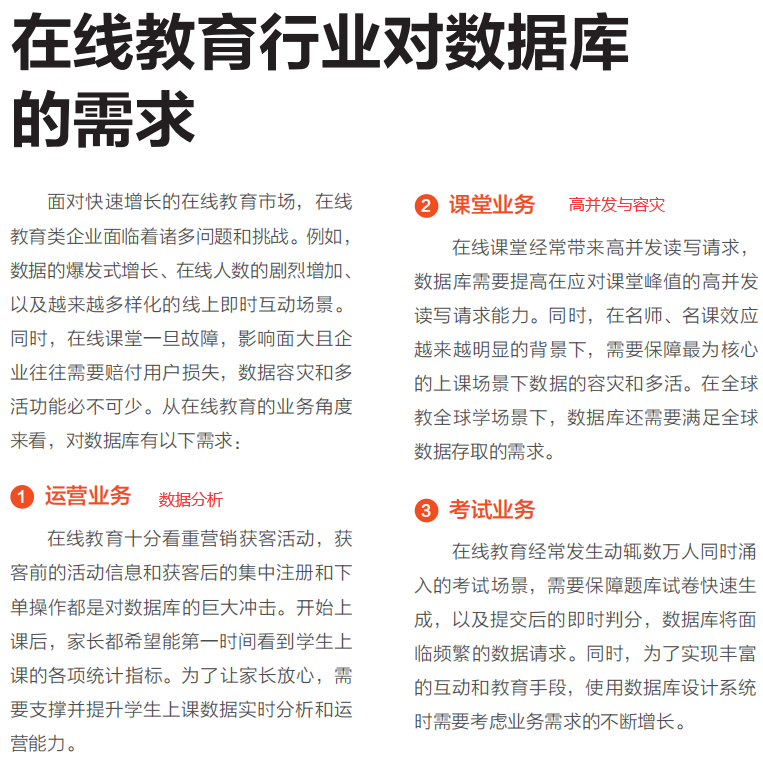 在线教育行业对数据库
的需求
面对快速增长的在线教育市场，在线
教育类企业面临着诸多问题和挑战。例如，
数据的爆发式增长、在线人数的剧烈增加、
以及越来越多样化的线上即时互动场景。
同时，在线课堂一旦故障，影响面大且企
业往往需要赔付用户损失，数据容灾和多
活功能必不可少。从在线教育的业务角度
来看，对数据库有以下需求：
1 运营业务 数据分析
在线教育十分看重营销获客活动，获
客前的活动信息和获客后的集中注册和下
单操作都是对数据库的巨大冲击。开始上
课后，家长都希望能第一时间看到学生上
课的各项统计指标。为了让家长放心，需
要支撑并提升学生上课数据实时分析和运
营能力。
2 课堂业务 高并发与容灾
在线课堂经常带来高并发读写请求，
数据库需要提高在应对课堂峰值的高并发
读写请求能力。同时，在名师、名课效应
越来越明显的背景下，需要保障最为核心
的上课场景下数据的容灾和多活。在全球
教全球学场景下，数据库还需要满足全球
数据存取的需求。
3 考试业务
在线教育经常发生动辄数万人同时涌
入的考试场景，需要保障题库试卷快速生
成，以及提交后的即时判分，数据库将面
临频繁的数据请求。同时，为了实现丰富
的互动和教育手段，使用数据库设计系统
时需要考虑业务需求的不断增长。